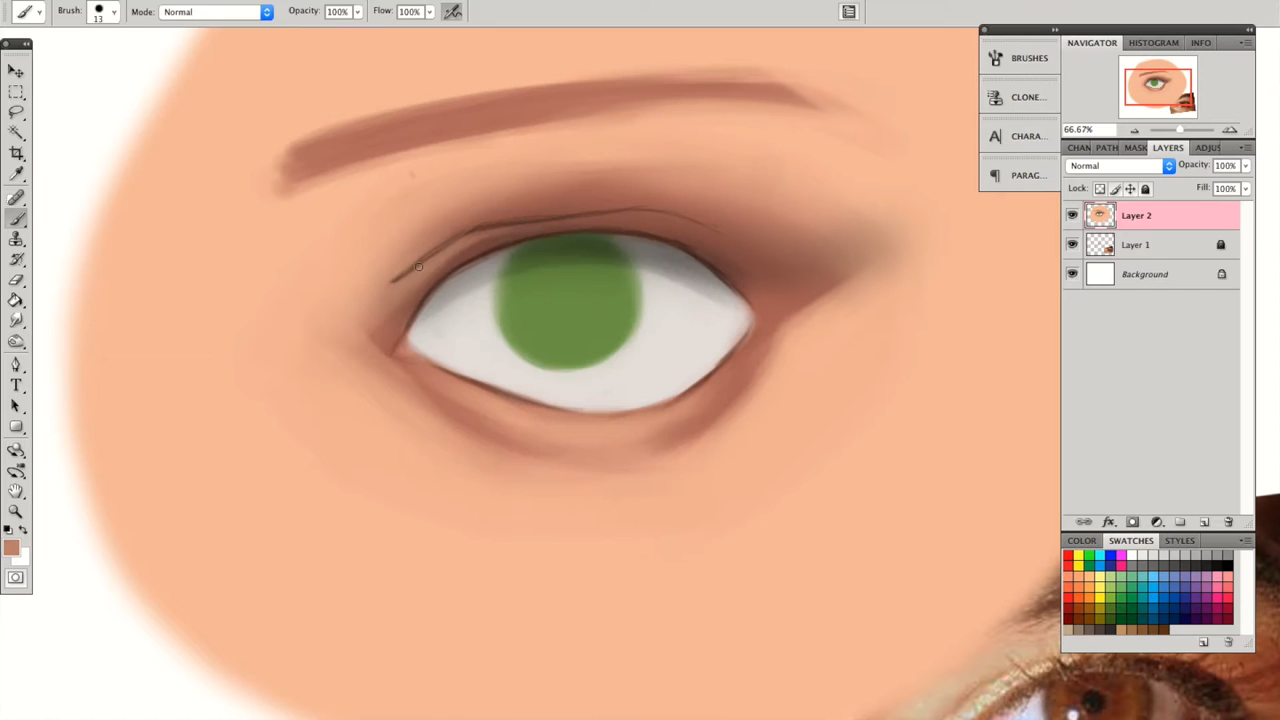 Brush: 13 Mode: Normal Opacity: 100% Flow: 100%
NAVIGATOR HISTOGRAM INFO
BRUSHES
CLONE...
CHARA...
PARAG...
66.67%
CHAN PATH MASK LAYERS ADJUS
Normal Opacity: 100%
Lock: Fill: 100%
Layer 2
Layer 1
Background
COLOR SWATCHES STYLES